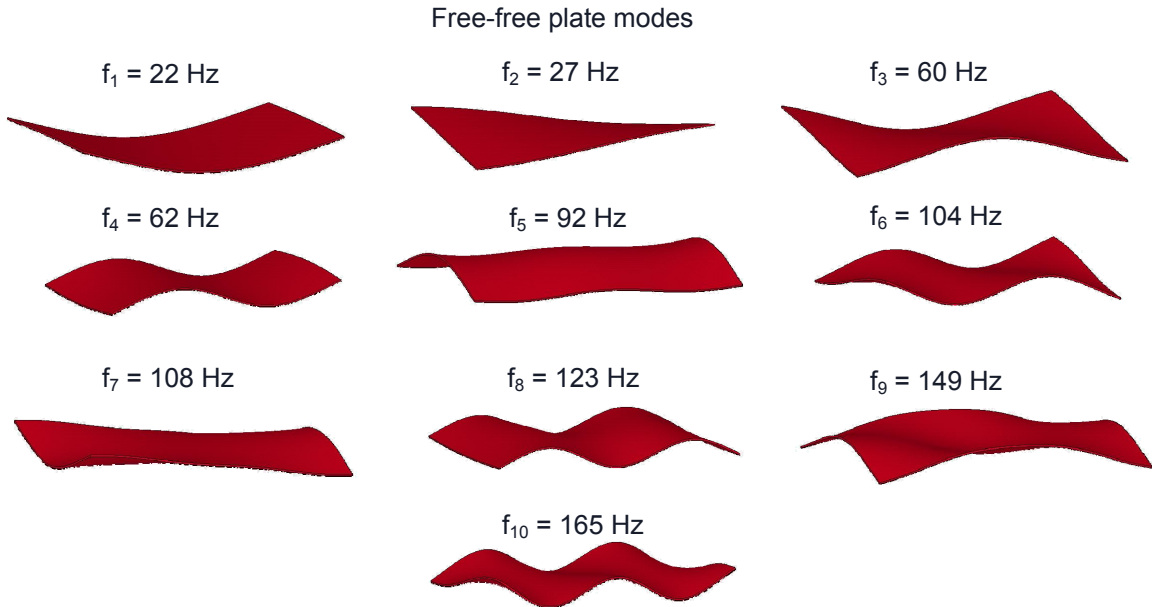 Free-free plate modes
f₁ = 22 Hz
f₂ = 27 Hz
f₃ = 60 Hz
f₄ = 62 Hz
f₅ = 92 Hz
f₆ = 104 Hz
f₇ = 108 Hz
f₈ = 123 Hz
f₉ = 149 Hz
f₁₀ = 165 Hz